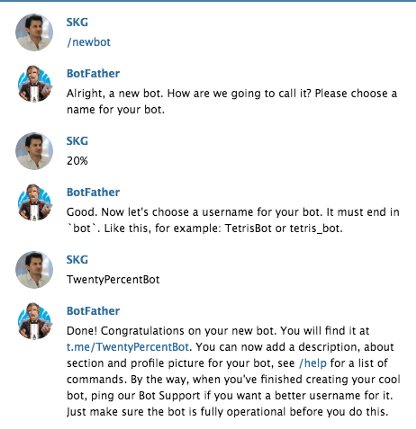 SKG
/newbot
BotFather
Alright, a new bot. How are we going to call it? Please choose a
name for your bot.
SKG
20%
BotFather
Good. Now let's choose a username for your bot. It must end in
`bot`. Like this, for example: TetrisBot or tetris_bot.
SKG
TwentyPercentBot
BotFather
Done! Congratulations on your new bot. You will find it at
t.me/TwentyPercentBot. You can now add a description, about
section and profile picture for your bot, see /help for a list of
commands. By the way, when you've finished creating your cool
bot, ping our Bot Support if you want a better username for it.
Just make sure the bot is fully operational before you do this.